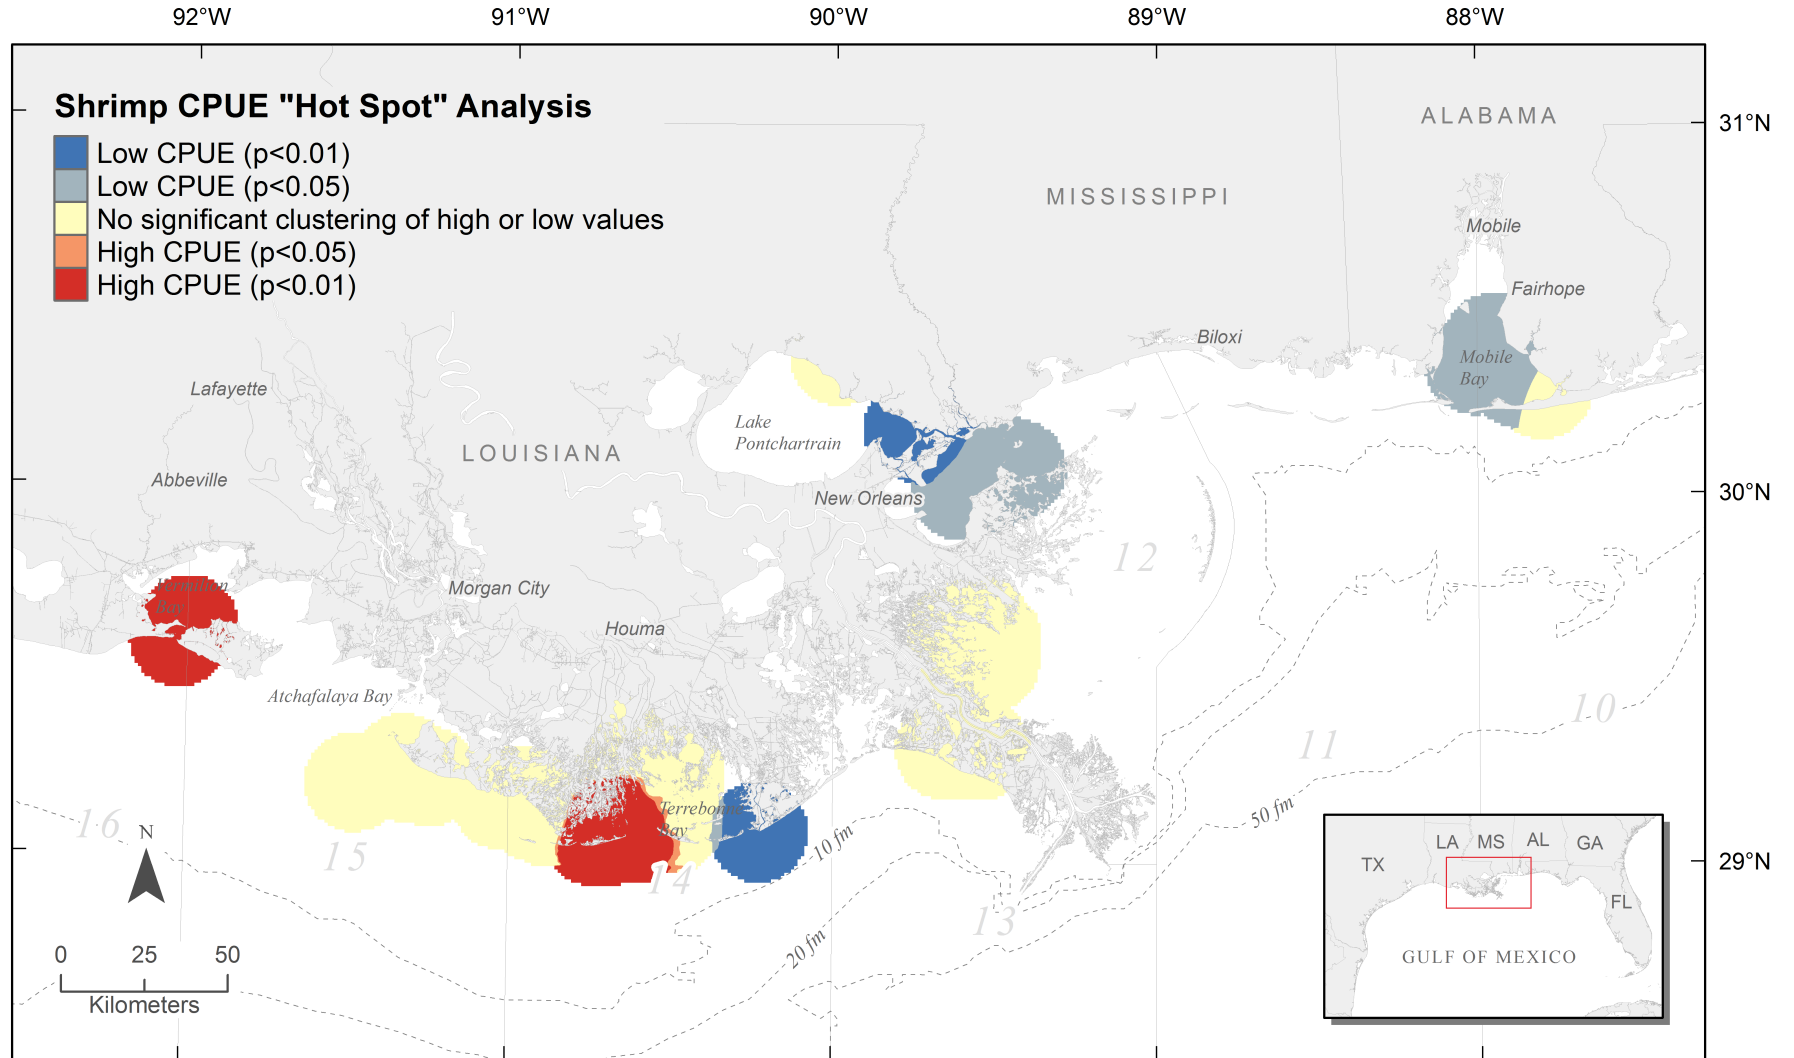 92°W
91°W
90°W
89°W
88°W
Shrimp CPUE "Hot Spot" Analysis
Low CPUE (p<0.01)
Low CPUE (p<0.05)
No significant clustering of high or low values
High CPUE (p<0.05)
High CPUE (p<0.01)
ALABAMA
31°N
MISSISSIPPI
Mobile
Fairhope
Biloxi
Mobile
Bay
Lafayette
Lake
Pontchartrain
LOUISIANA
Abbeville
New Orleans
30°N
12
Vermilion
Bay
Morgan City
Houma
Atchafalaya Bay
10
11
Terrebonne
Bay
50 fm
10 fm
16
N
15
14
13
20 fm
29°N
0
25
50
Kilometers
LA
MS
AL
GA
TX
FL
GULF OF MEXICO